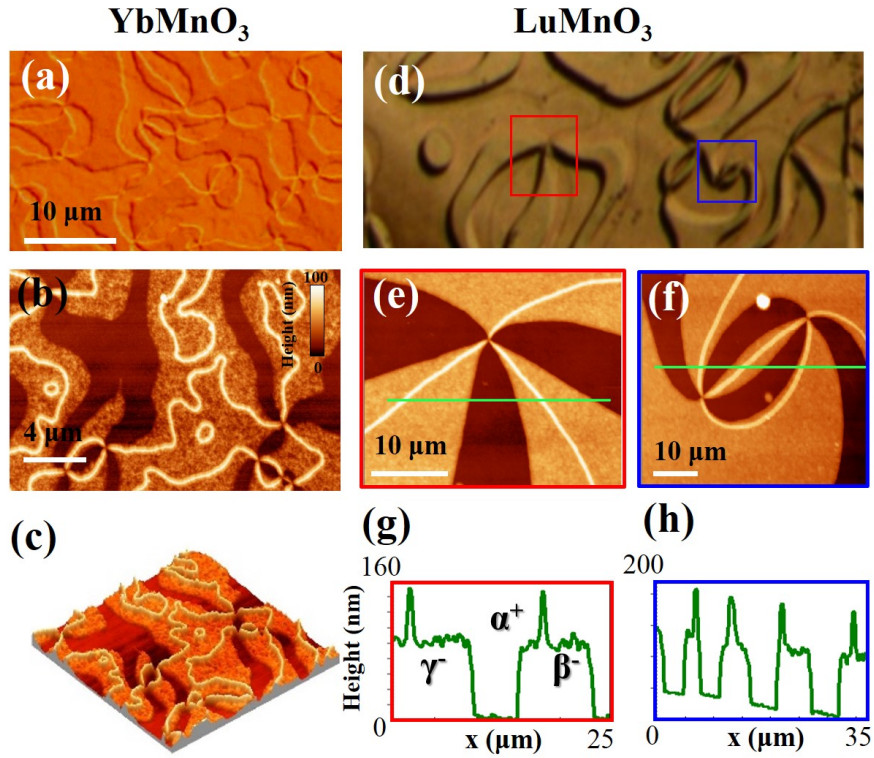 YbMnO₃
LuMnO₃
(a)
10 μm
(d)
(b)
Height (nm)
100
0
4 μm
(e)
10 μm
(f)
10 μm
(c)
(g)
160
Height (nm)
0
α⁺
γ⁻
β⁻
x (μm)
25
(h)
200
0
x (μm)
35